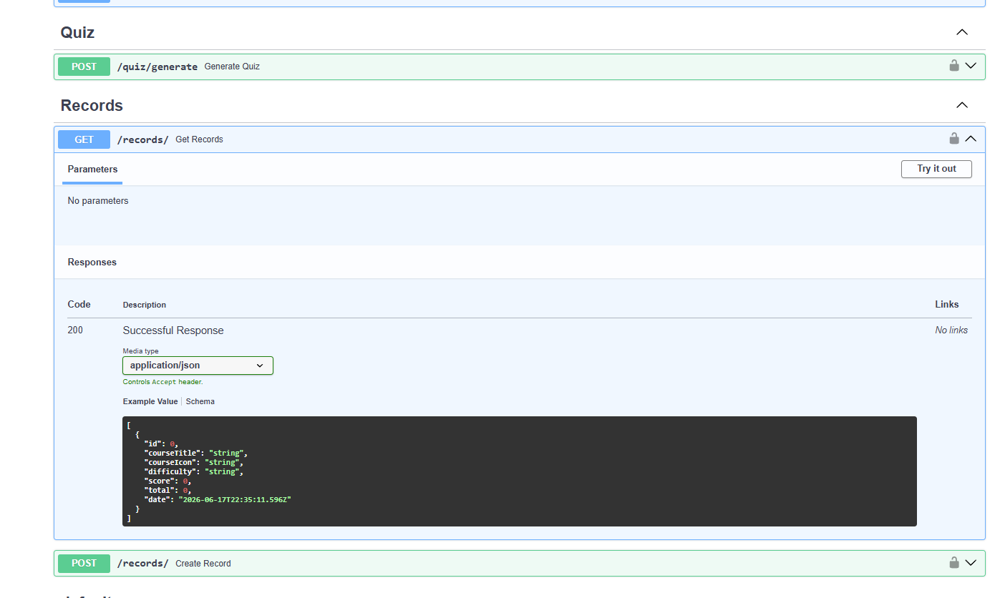 Quiz
POST /quiz/generate Generate Quiz
Records
GET /records/ Get Records
Parameters Try it out
No parameters
Responses
Code Description Links
200 Successful Response No links
Media type
application/json
Controls Accept header.
Example Value Schema
[
  {
    "id": 0,
    "courseTitle": "string",
    "courseIcon": "string",
    "difficulty": "string",
    "score": 0,
    "total": 0,
    "date": "2026-06-17T22:35:11.596Z"
  }
]
POST /records/ Create Record